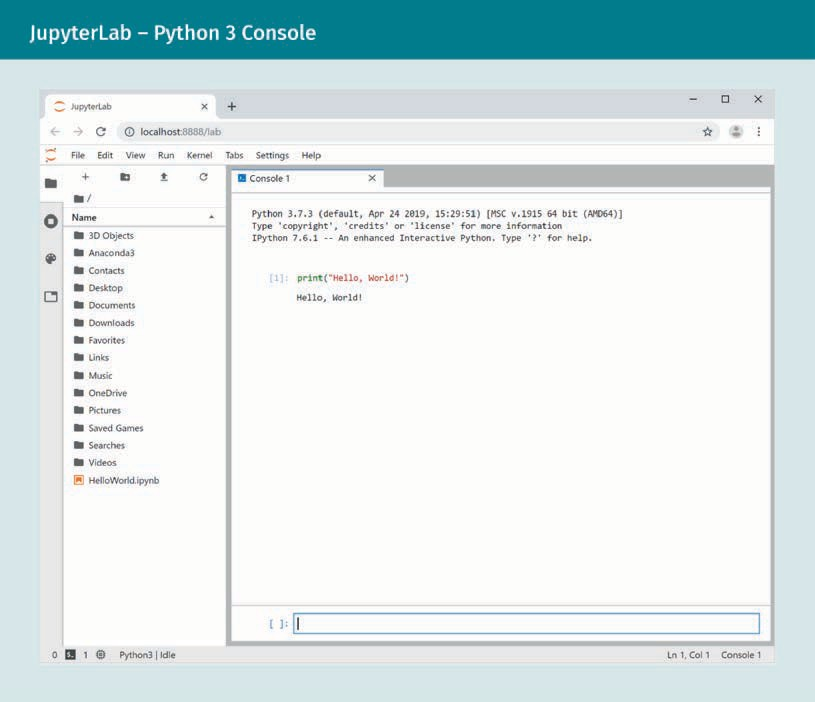 JupyterLab – Python 3 Console
JupyterLab
localhost:8888/lab
File Edit View Run Kernel Tabs Settings Help
/
Name
3D Objects
Anaconda3
Contacts
Desktop
Documents
Downloads
Favorites
Links
Music
OneDrive
Pictures
Saved Games
Searches
Videos
HelloWorld.ipynb
Console 1
Python 3.7.3 (default, Apr 24 2019, 15:29:51) [MSC v.1915 64 bit (AMD64)]
Type 'copyright', 'credits' or 'license' for more information
IPython 7.6.1 -- An enhanced Interactive Python. Type '?' for help.
[1]: print("Hello, World!")
Hello, World!
[ ]:
0 1 Python3 | Idle Ln 1, Col 1 Console 1